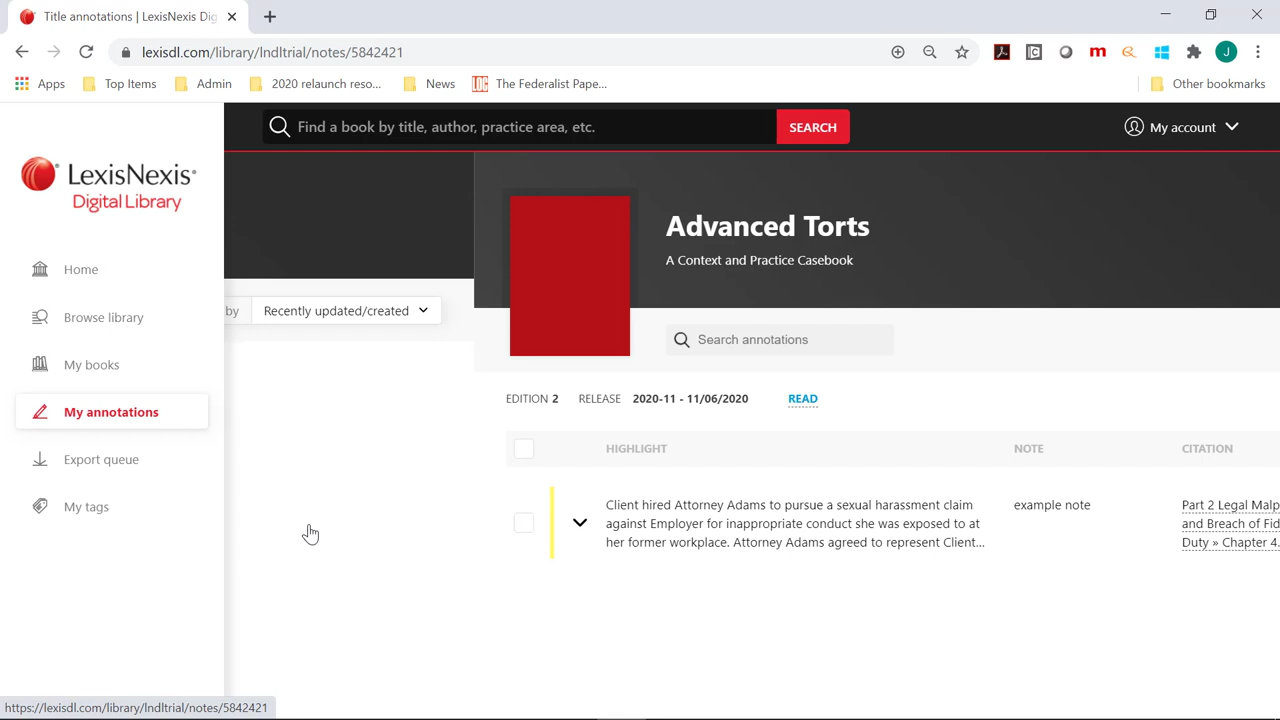 Title annotations | LexisNexis Dig
lexisdl.com/library/lndltrial/notes/5842421
J
Apps
Top Items
Admin
2020 relaunch reso...
News
The Federalist Pape...
Other bookmarks
Find a book by title, author, practice area, etc.
SEARCH
My account
LexisNexis®
Digital Library
Home
Browse library
My books
My annotations
Export queue
My tags
by
Recently updated/created
Advanced Torts
A Context and Practice Casebook
Search annotations
EDITION 2 RELEASE 2020-11 - 11/06/2020 READ
HIGHLIGHT NOTE CITATION
Client hired Attorney Adams to pursue a sexual harassment claim
against Employer for inappropriate conduct she was exposed to at
her former workplace. Attorney Adams agreed to represent Client...
example note
Part 2 Legal Malp
and Breach of Fid
Duty » Chapter 4.
https://lexisdl.com/library/lndltrial/notes/5842421